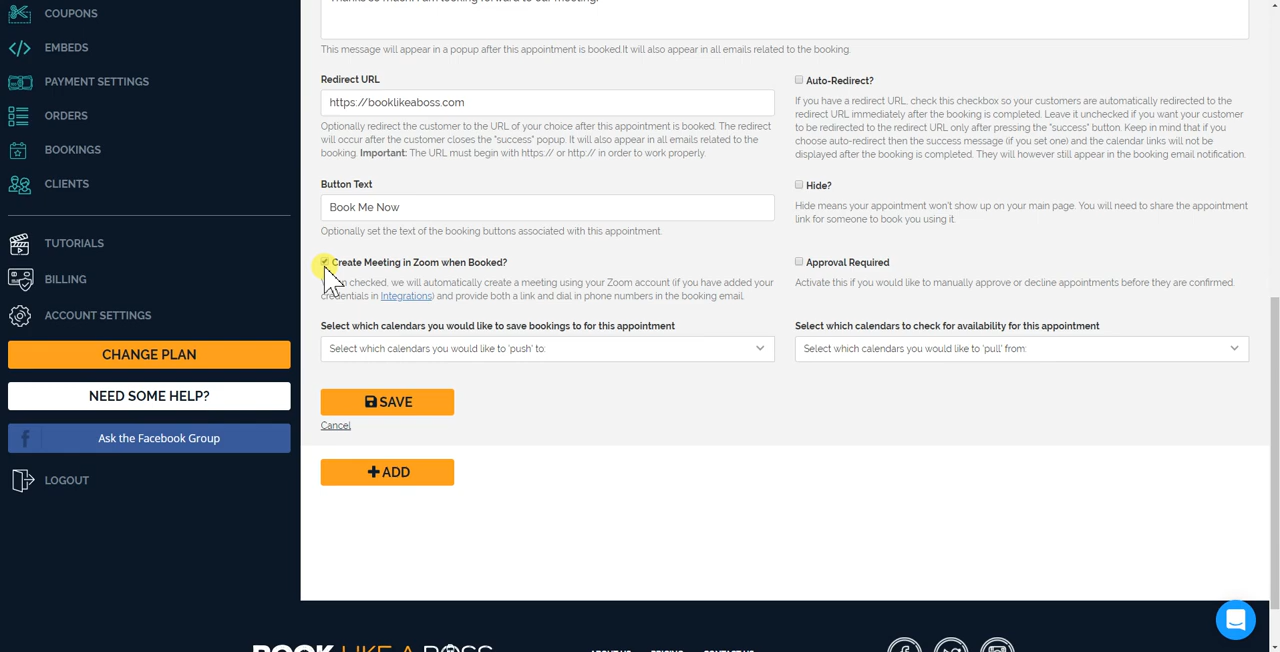 COUPONS
EMBEDS
PAYMENT SETTINGS
ORDERS
BOOKINGS
CLIENTS
TUTORIALS
BILLING
ACCOUNT SETTINGS
CHANGE PLAN
NEED SOME HELP?
f Ask the Facebook Group
LOGOUT
This message will appear in a popup after this appointment is booked.It will also appear in all emails related to the booking.
Redirect URL
https://booklikeaboss.com
Optionally redirect the customer to the URL of your choice after this appointment is booked. The redirect
will occur after the customer closes the "success" popup. It will also appear in all emails related to the
booking. Important: The URL must begin with https:// or http:// in order to work properly.
Auto-Redirect?
If you have a redirect URL, check this checkbox so your customers are automatically redirected to the
redirect URL immediately after the booking is completed. Leave it unchecked if you want your customer
to be redirected to the redirect URL only after pressing the "success" button. Keep in mind that if you
choose auto-redirect then the success message (if you set one) and the calendar links will not be
displayed after the booking is completed. They will however still appear in the booking email notification.
Button Text
Book Me Now
Optionally set the text of the booking buttons associated with this appointment.
Hide?
Hide means your appointment won't show up on your main page. You will need to share the appointment
link for someone to book you using it.
Create Meeting in Zoom when Booked?
checked, we will automatically create a meeting using your Zoom account (if you have added your
credentials in Integrations) and provide both a link and dial in phone numbers in the booking email.
Approval Required
Activate this if you would like to manually approve or decline appointments before they are confirmed.
Select which calendars you would like to save bookings to for this appointment
Select which calendars you would like to 'push' to:
Select which calendars to check for availability for this appointment
Select which calendars you would like to 'pull' from:
SAVE
Cancel
+ ADD
BOOK LIKE A BOSS
ABOUT US PRICING CONTACT US